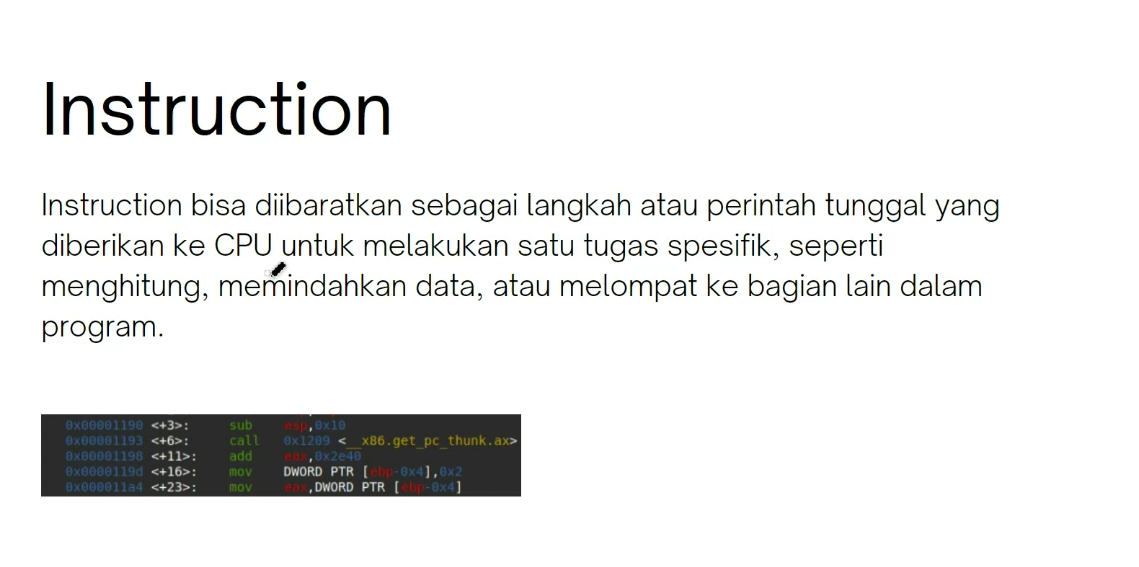 Instruction
Instruction bisa diibaratkan sebagai langkah atau perintah tunggal yang
diberikan ke CPU untuk melakukan satu tugas spesifik, seperti
menghitung, memindahkan data, atau melompat ke bagian lain dalam
program.
0x00001190 <+3>: sub esp,0x10
0x00001193 <+6>: call 0x1209 <__x86.get_pc_thunk.ax>
0x00001198 <+11>: add eax,0x2e40
0x0000119d <+16>: mov DWORD PTR [ebp-0x4],0x2
0x000011a4 <+23>: mov eax,DWORD PTR [ebp-0x4]